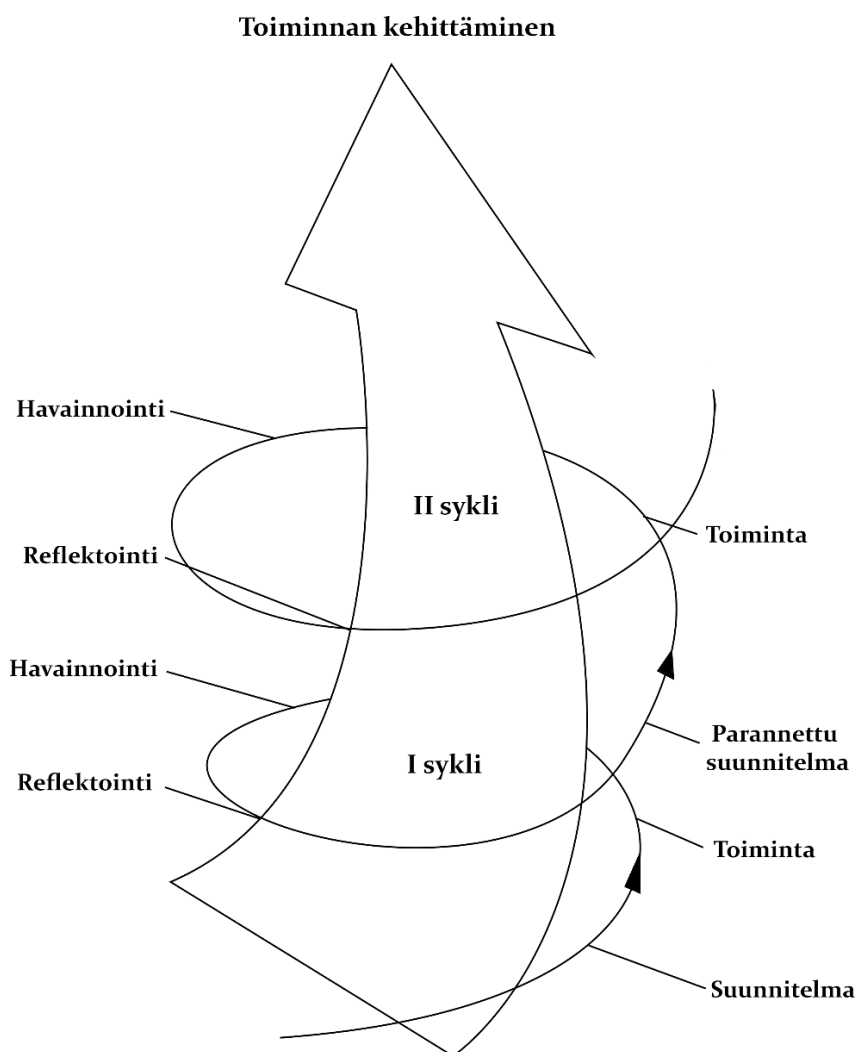 Toiminnan kehittäminen
Havainnointi
II sykli
Toiminta
Reflektointi
Havainnointi
Parannettu
suunnitelma
I sykli
Reflektointi
Toiminta
Suunnitelma